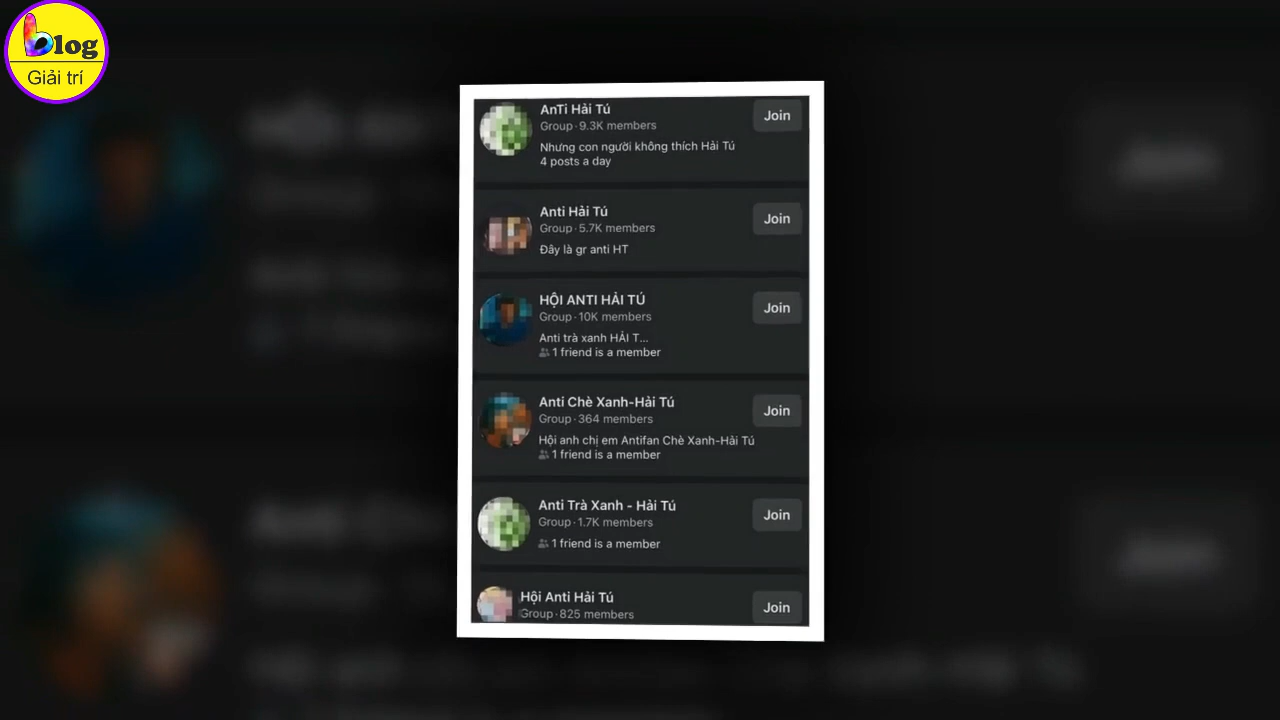 blog
Giải trí
AnTi Hải Tú
Group · 9.3K members
Join
Nhưng con người không thích Hải Tú
4 posts a day
Anti Hải Tú
Group · 5.7K members
Join
Đây là gr anti HT
HỘI ANTI HẢI TÚ
Group · 10K members
Join
Anti trà xanh HẢI T...
1 friend is a member
Anti Chè Xanh-Hải Tú
Group · 364 members
Join
Hội anh chị em Antifan Chè Xanh-Hải Tú
1 friend is a member
Anti Trà Xanh - Hải Tú
Group · 1.7K members
Join
1 friend is a member
Hội Anti Hải Tú
Group · 825 members
Join